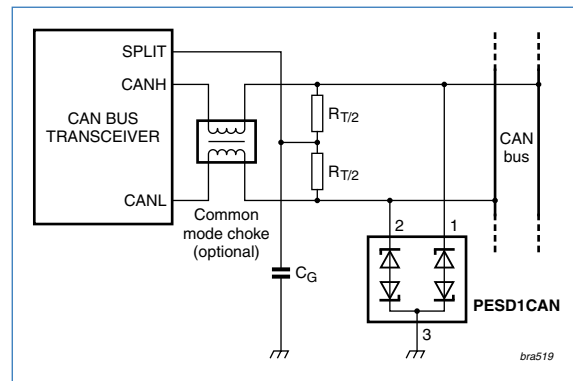 SPLIT
CANH
CAN BUS
TRANSCEIVER
CANL
Common
mode choke
(optional)
RT/2
RT/2
CG
CAN
bus
2
1
PESD1CAN
3
bra519